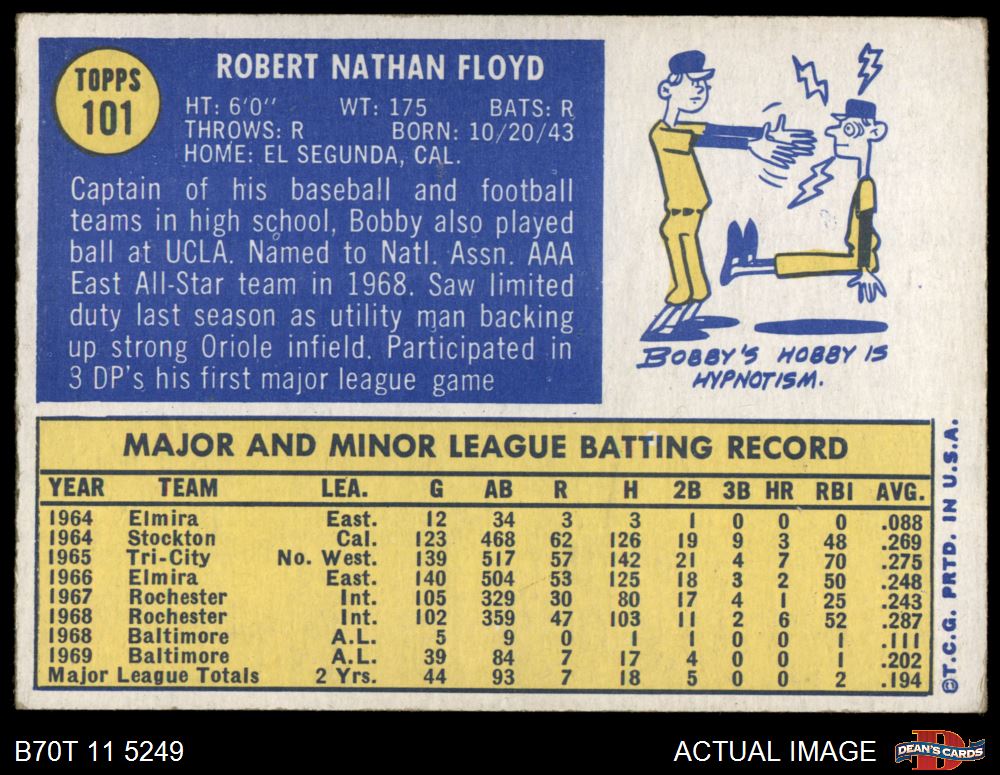 TOPPS
101
ROBERT NATHAN FLOYD
HT: 6'0" WT: 175 BATS: R
THROWS: R BORN: 10/20/43
HOME: EL SEGUNDA, CAL.
Captain of his baseball and football
teams in high school, Bobby also played
ball at UCLA. Named to Natl. Assn. AAA
East All-Star team in 1968. Saw limited
duty last season as utility man backing
up strong Oriole infield. Participated in
3 DP's his first major league game
BOBBY'S HOBBY IS
HYPNOTISM.
MAJOR AND MINOR LEAGUE BATTING RECORD
YEAR TEAM LEA. G AB R H 2B 3B HR RBI AVG.
1964 Elmira East. 12 34 3 3 1 0 0 0 .088
1964 Stockton Cal. 123 468 62 126 19 9 3 48 .269
1965 Tri-City No. West. 139 517 57 142 21 4 7 70 .275
1966 Elmira East. 140 504 53 125 18 3 2 50 .248
1967 Rochester Int. 105 329 30 80 17 4 1 25 .243
1968 Rochester Int. 102 359 47 103 11 2 6 52 .287
1968 Baltimore A.L. 5 9 0 1 1 0 0 1 .111
1969 Baltimore A.L. 39 84 7 17 4 0 0 1 .202
Major League Totals 2 Yrs. 44 93 7 18 5 0 0 2 .194
©T.C.G. PRTD. IN U.S.A.
B70T 11 5249
ACTUAL IMAGE
D
DEAN'S CARDS